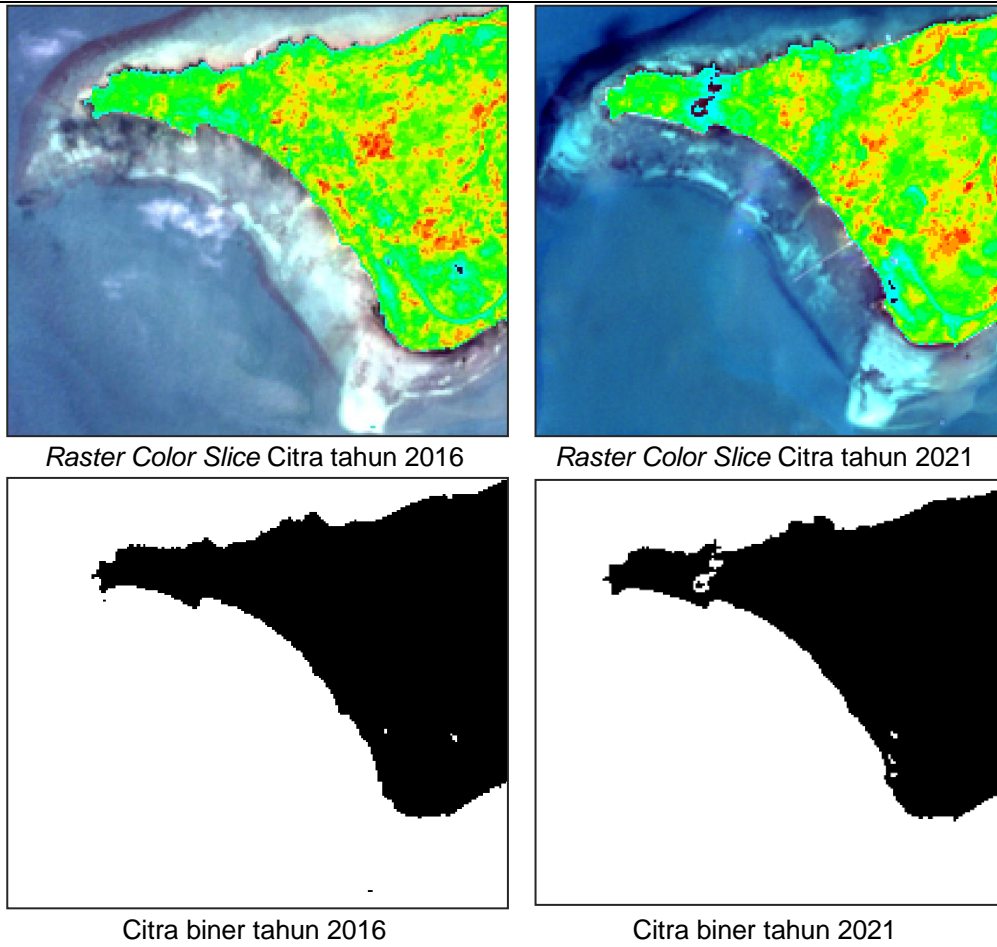 Raster Color Slice Citra tahun 2016
Raster Color Slice Citra tahun 2021
Citra biner tahun 2016
Citra biner tahun 2021